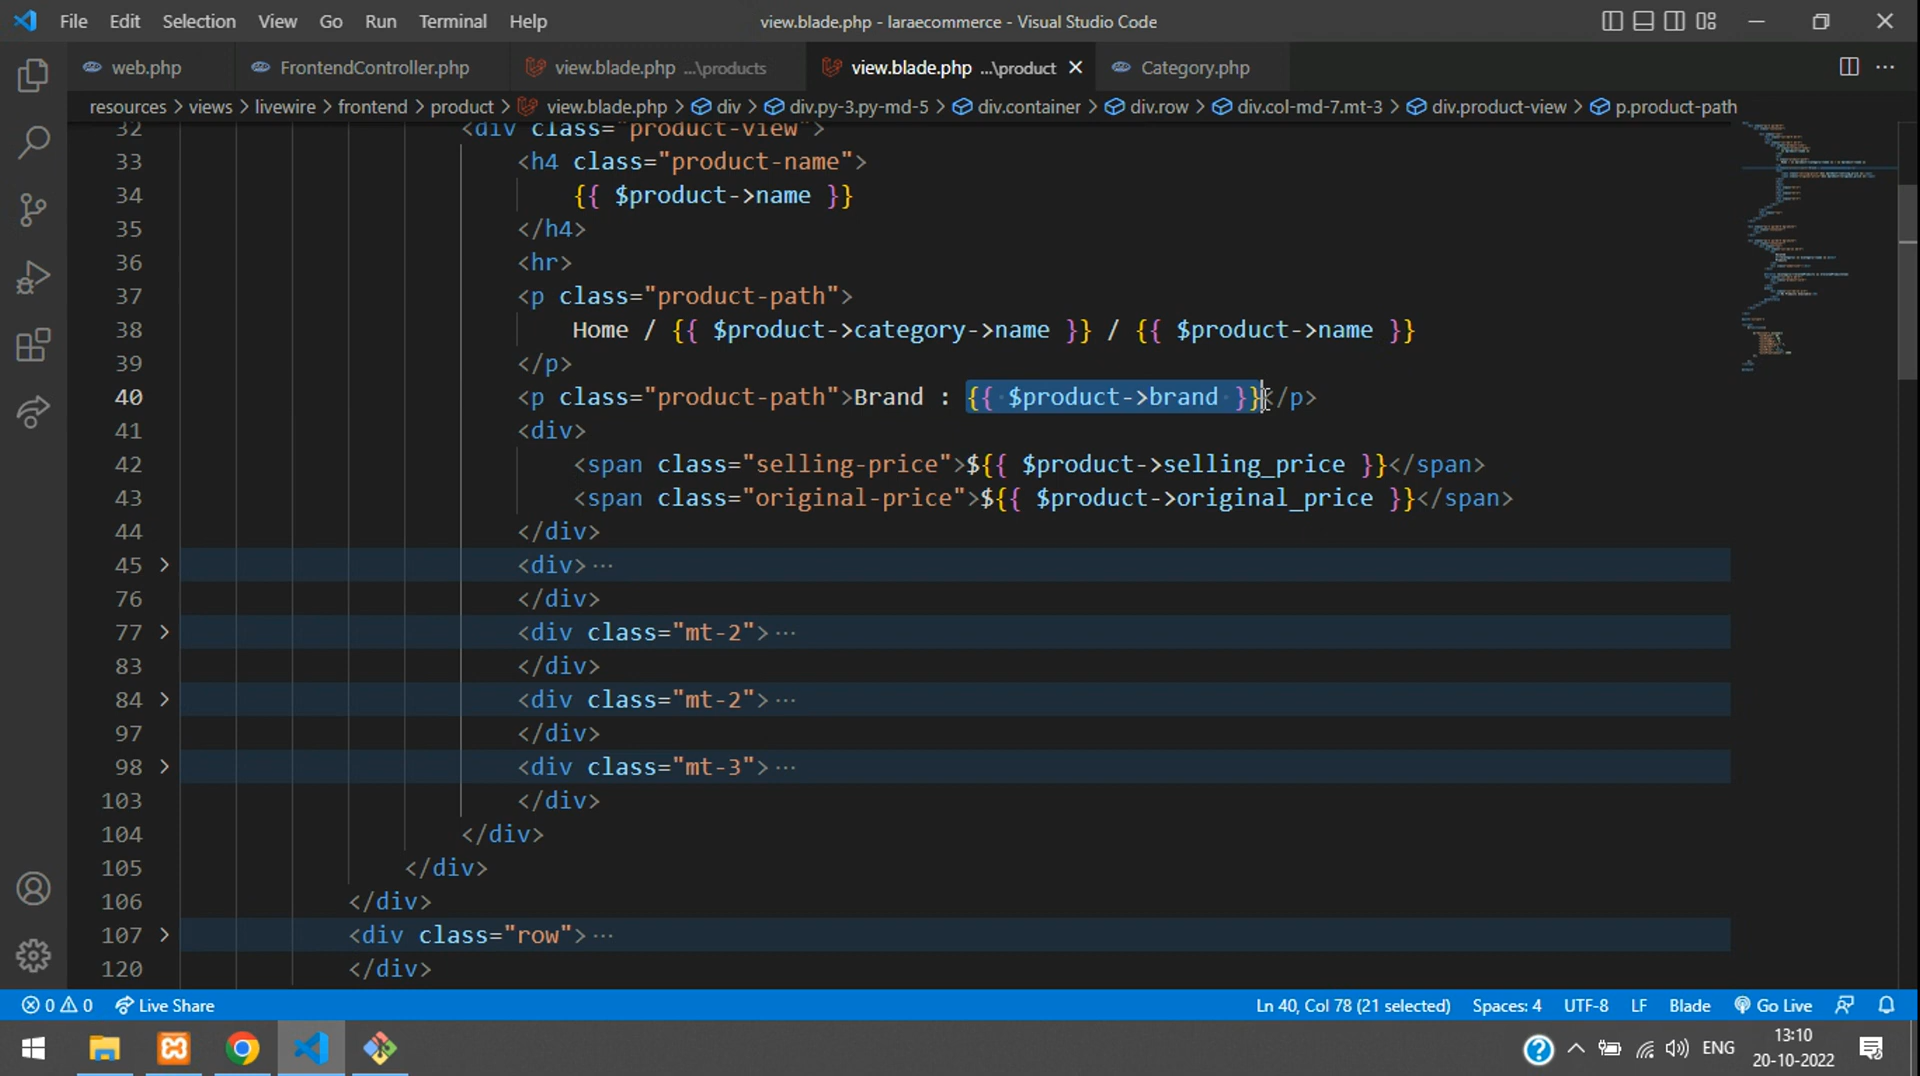 File Edit Selection View Go Run Terminal Help view.blade.php - laraecommerce - Visual Studio Code
web.php FrontendController.php view.blade.php ...\products view.blade.php ...\product Category.php
resources > views > livewire > frontend > product > view.blade.php > div > div.py-3.py-md-5 > div.container > div.row > div.col-md-7.mt-3 > div.product-view > p.product-path
32 <div class="product-view">
33 <h4 class="product-name">
34 {{ $product->name }}
35 </h4>
36 <hr>
37 <p class="product-path">
38 Home / {{ $product->category->name }} / {{ $product->name }}
39 </p>
40 <p class="product-path">Brand : {{ $product->brand }}</p>
41 <div>
42 <span class="selling-price">${{ $product->selling_price }}</span>
43 <span class="original-price">${{ $product->original_price }}</span>
44 </div>
45 <div>···
76 </div>
77 <div class="mt-2">···
83 </div>
84 <div class="mt-2">···
97 </div>
98 <div class="mt-3">···
103 </div>
104 </div>
105 </div>
106 </div>
107 <div class="row">···
120 </div>
0 0 Live Share Ln 40, Col 78 (21 selected) Spaces: 4 UTF-8 LF Blade Go Live
ENG 13:10
20-10-2022